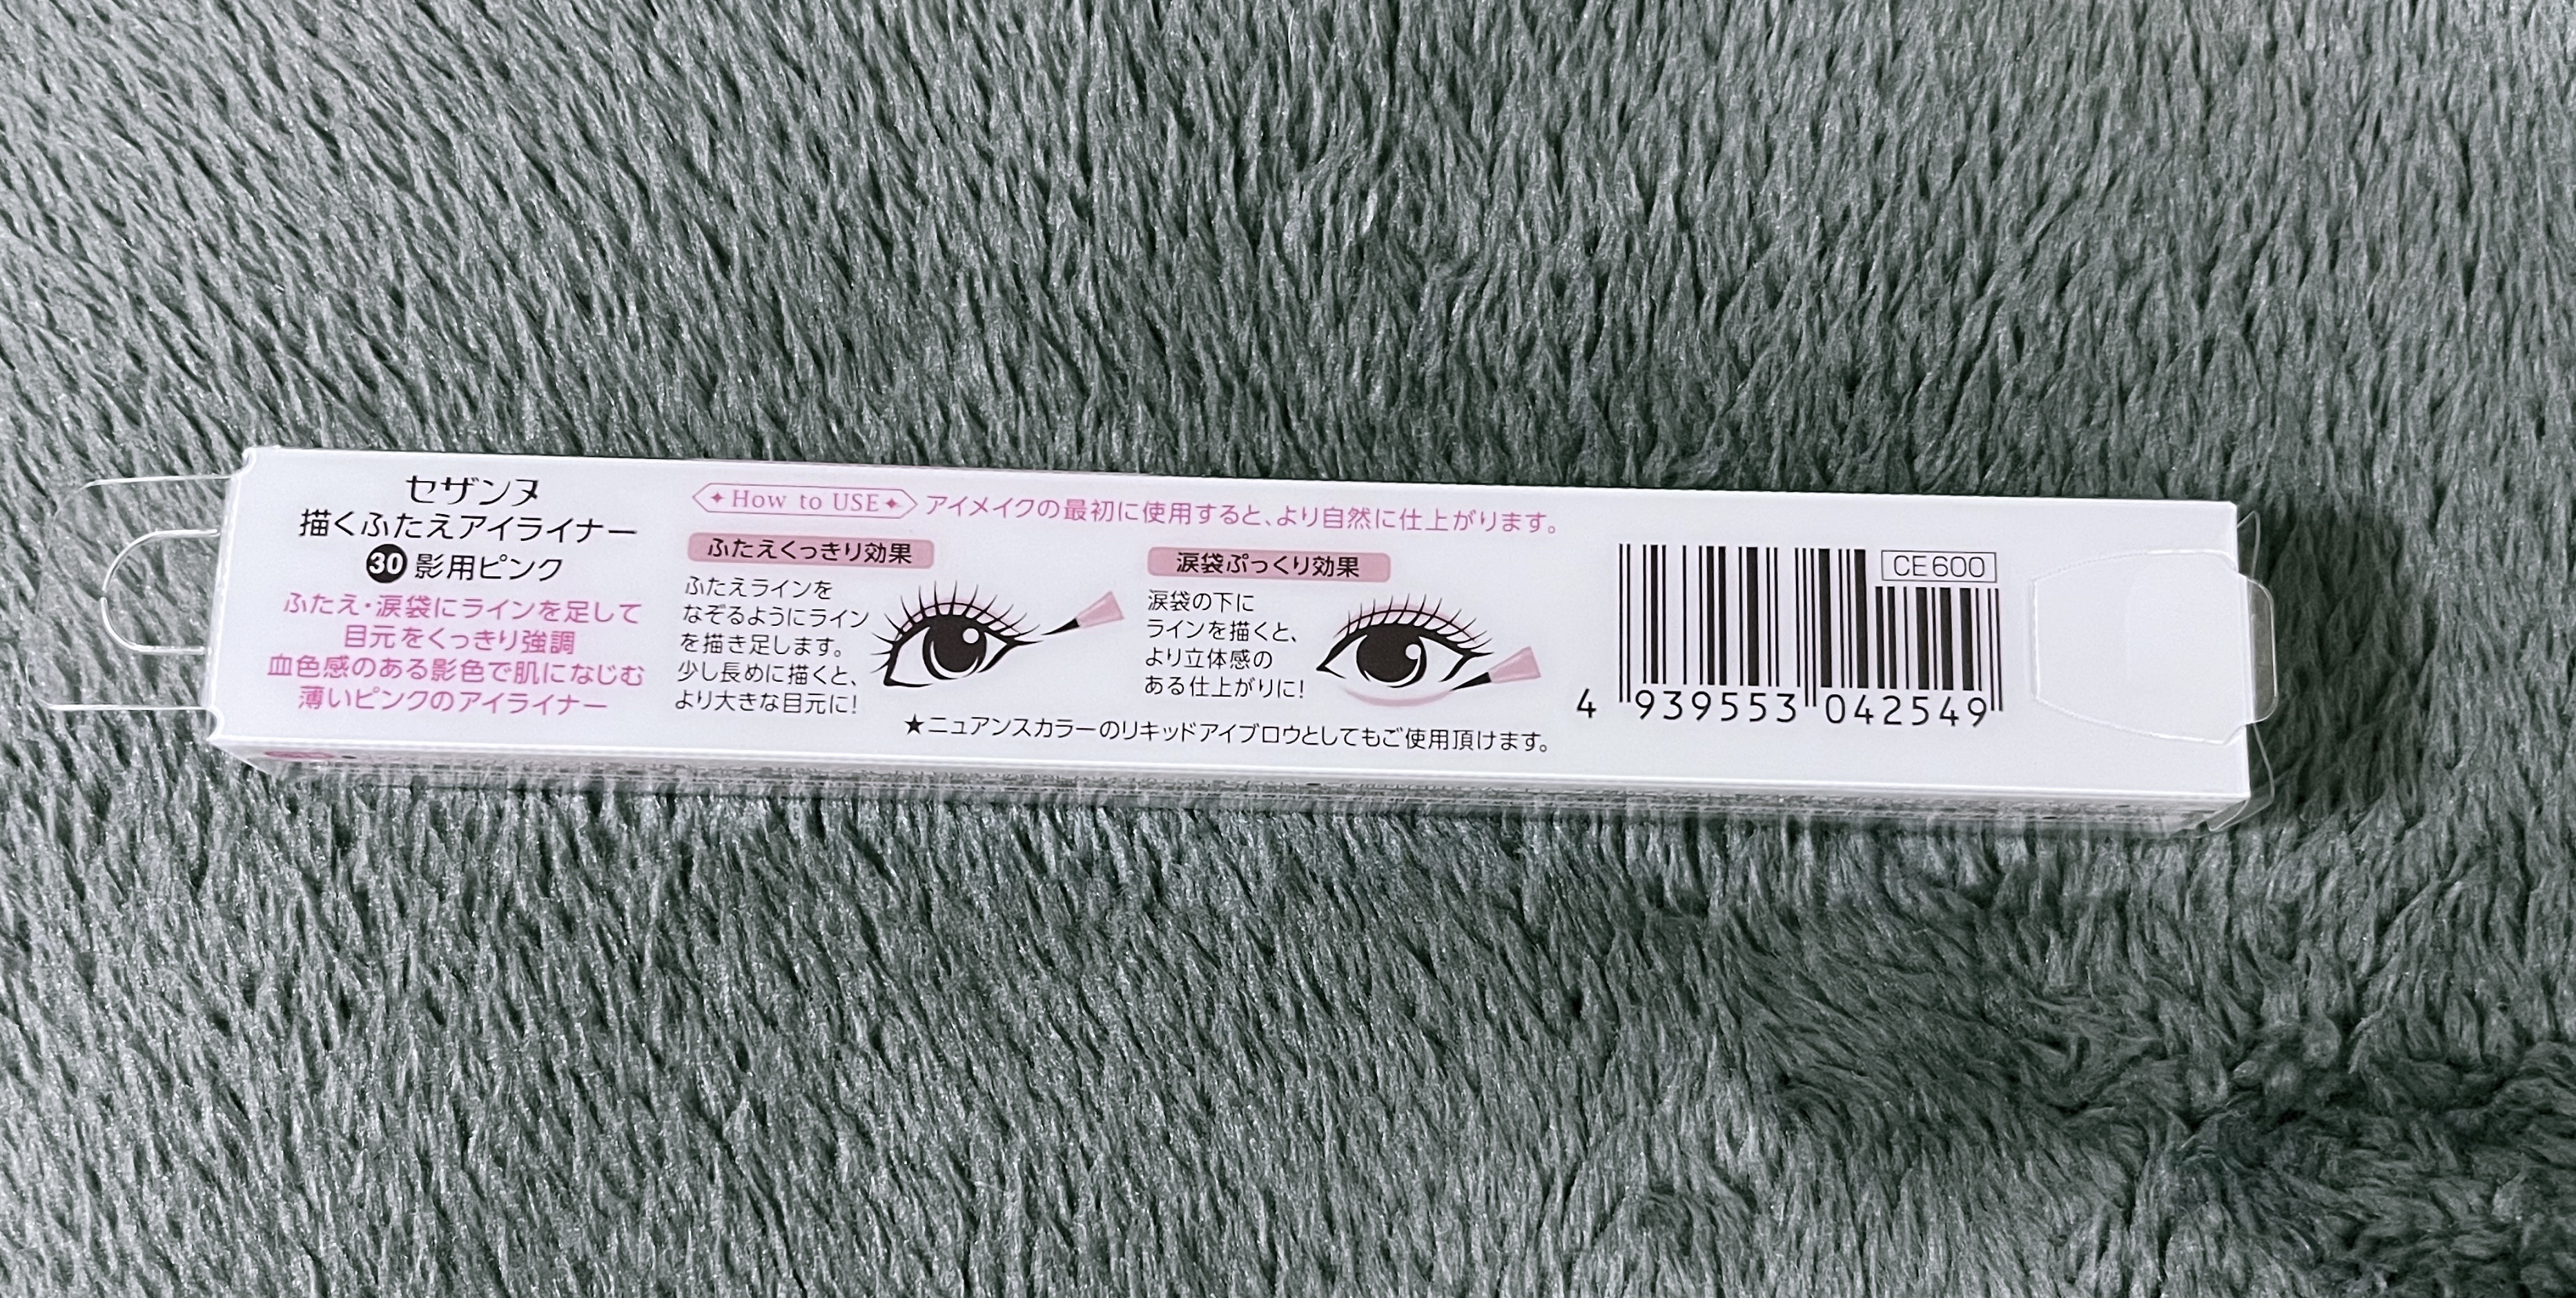 セザンヌ
描くふたえアイライナー
30 影用ピンク
ふたえ・涙袋にラインを足して
目元をくっきり強調
血色感のある影色で肌になじむ
薄いピンクのアイライナー
How to USE アイメイクの最初に使用すると、より自然に仕上がります。
ふたえくっきり効果
ふたえラインを
なぞるようにライン
を描き足します。
少し長めに描くと、
より大きな目元に!
涙袋ぷっくり効果
涙袋の下に
ラインを描くと、
より立体感の
ある仕上がりに!
★ニュアンスカラーのリキッドアイブロウとしてもご使用頂けます。
CE600
4 939553 042549